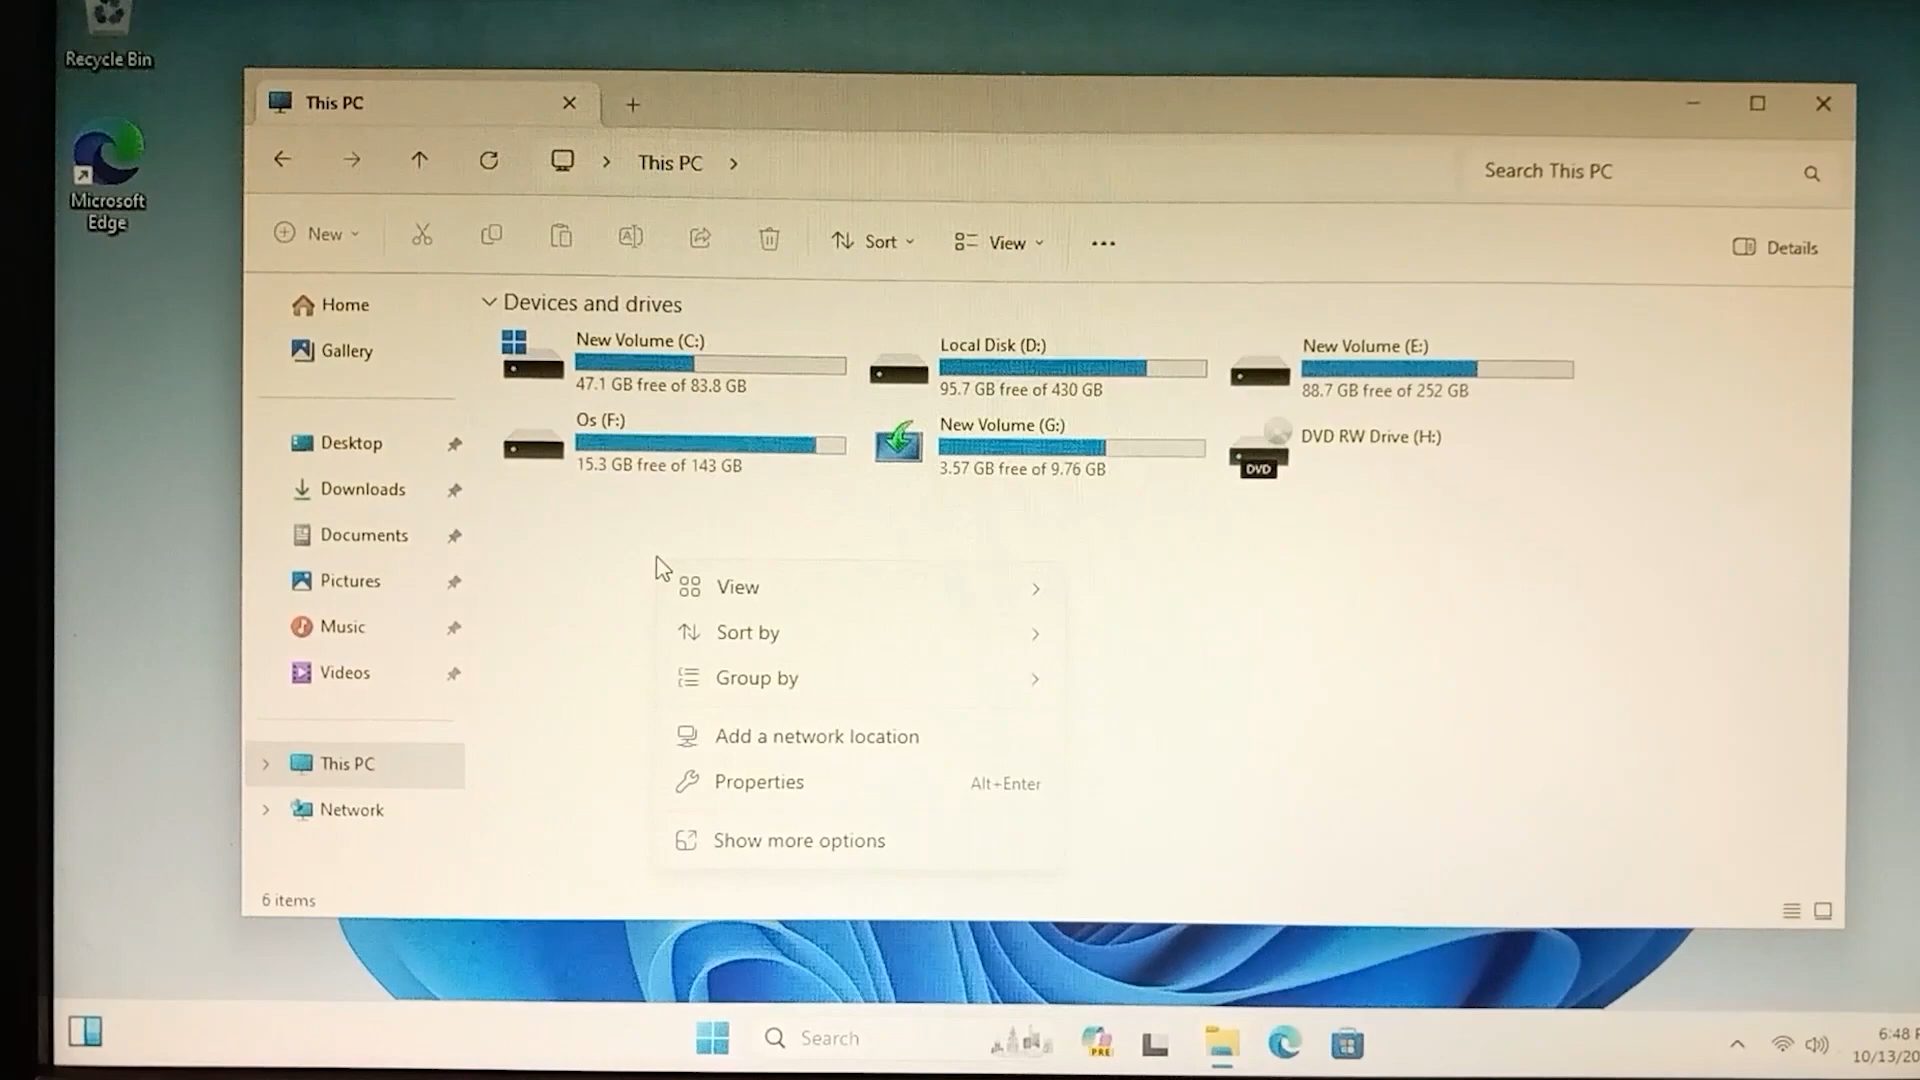 Recycle Bin
Microsoft
Edge
This PC
This PC
Search This PC
New
Sort
View
Details
Home
Gallery
Desktop
Downloads
Documents
Pictures
Music
Videos
This PC
Network
6 items
Devices and drives
New Volume (C:)
47.1 GB free of 83.8 GB
Local Disk (D:)
95.7 GB free of 430 GB
New Volume (E:)
88.7 GB free of 252 GB
Os (F:)
15.3 GB free of 143 GB
New Volume (G:)
3.57 GB free of 9.76 GB
DVD RW Drive (H:)
DVD
View
Sort by
Group by
Add a network location
Properties Alt+Enter
Show more options
Search
PRE
6:48
10/13/20